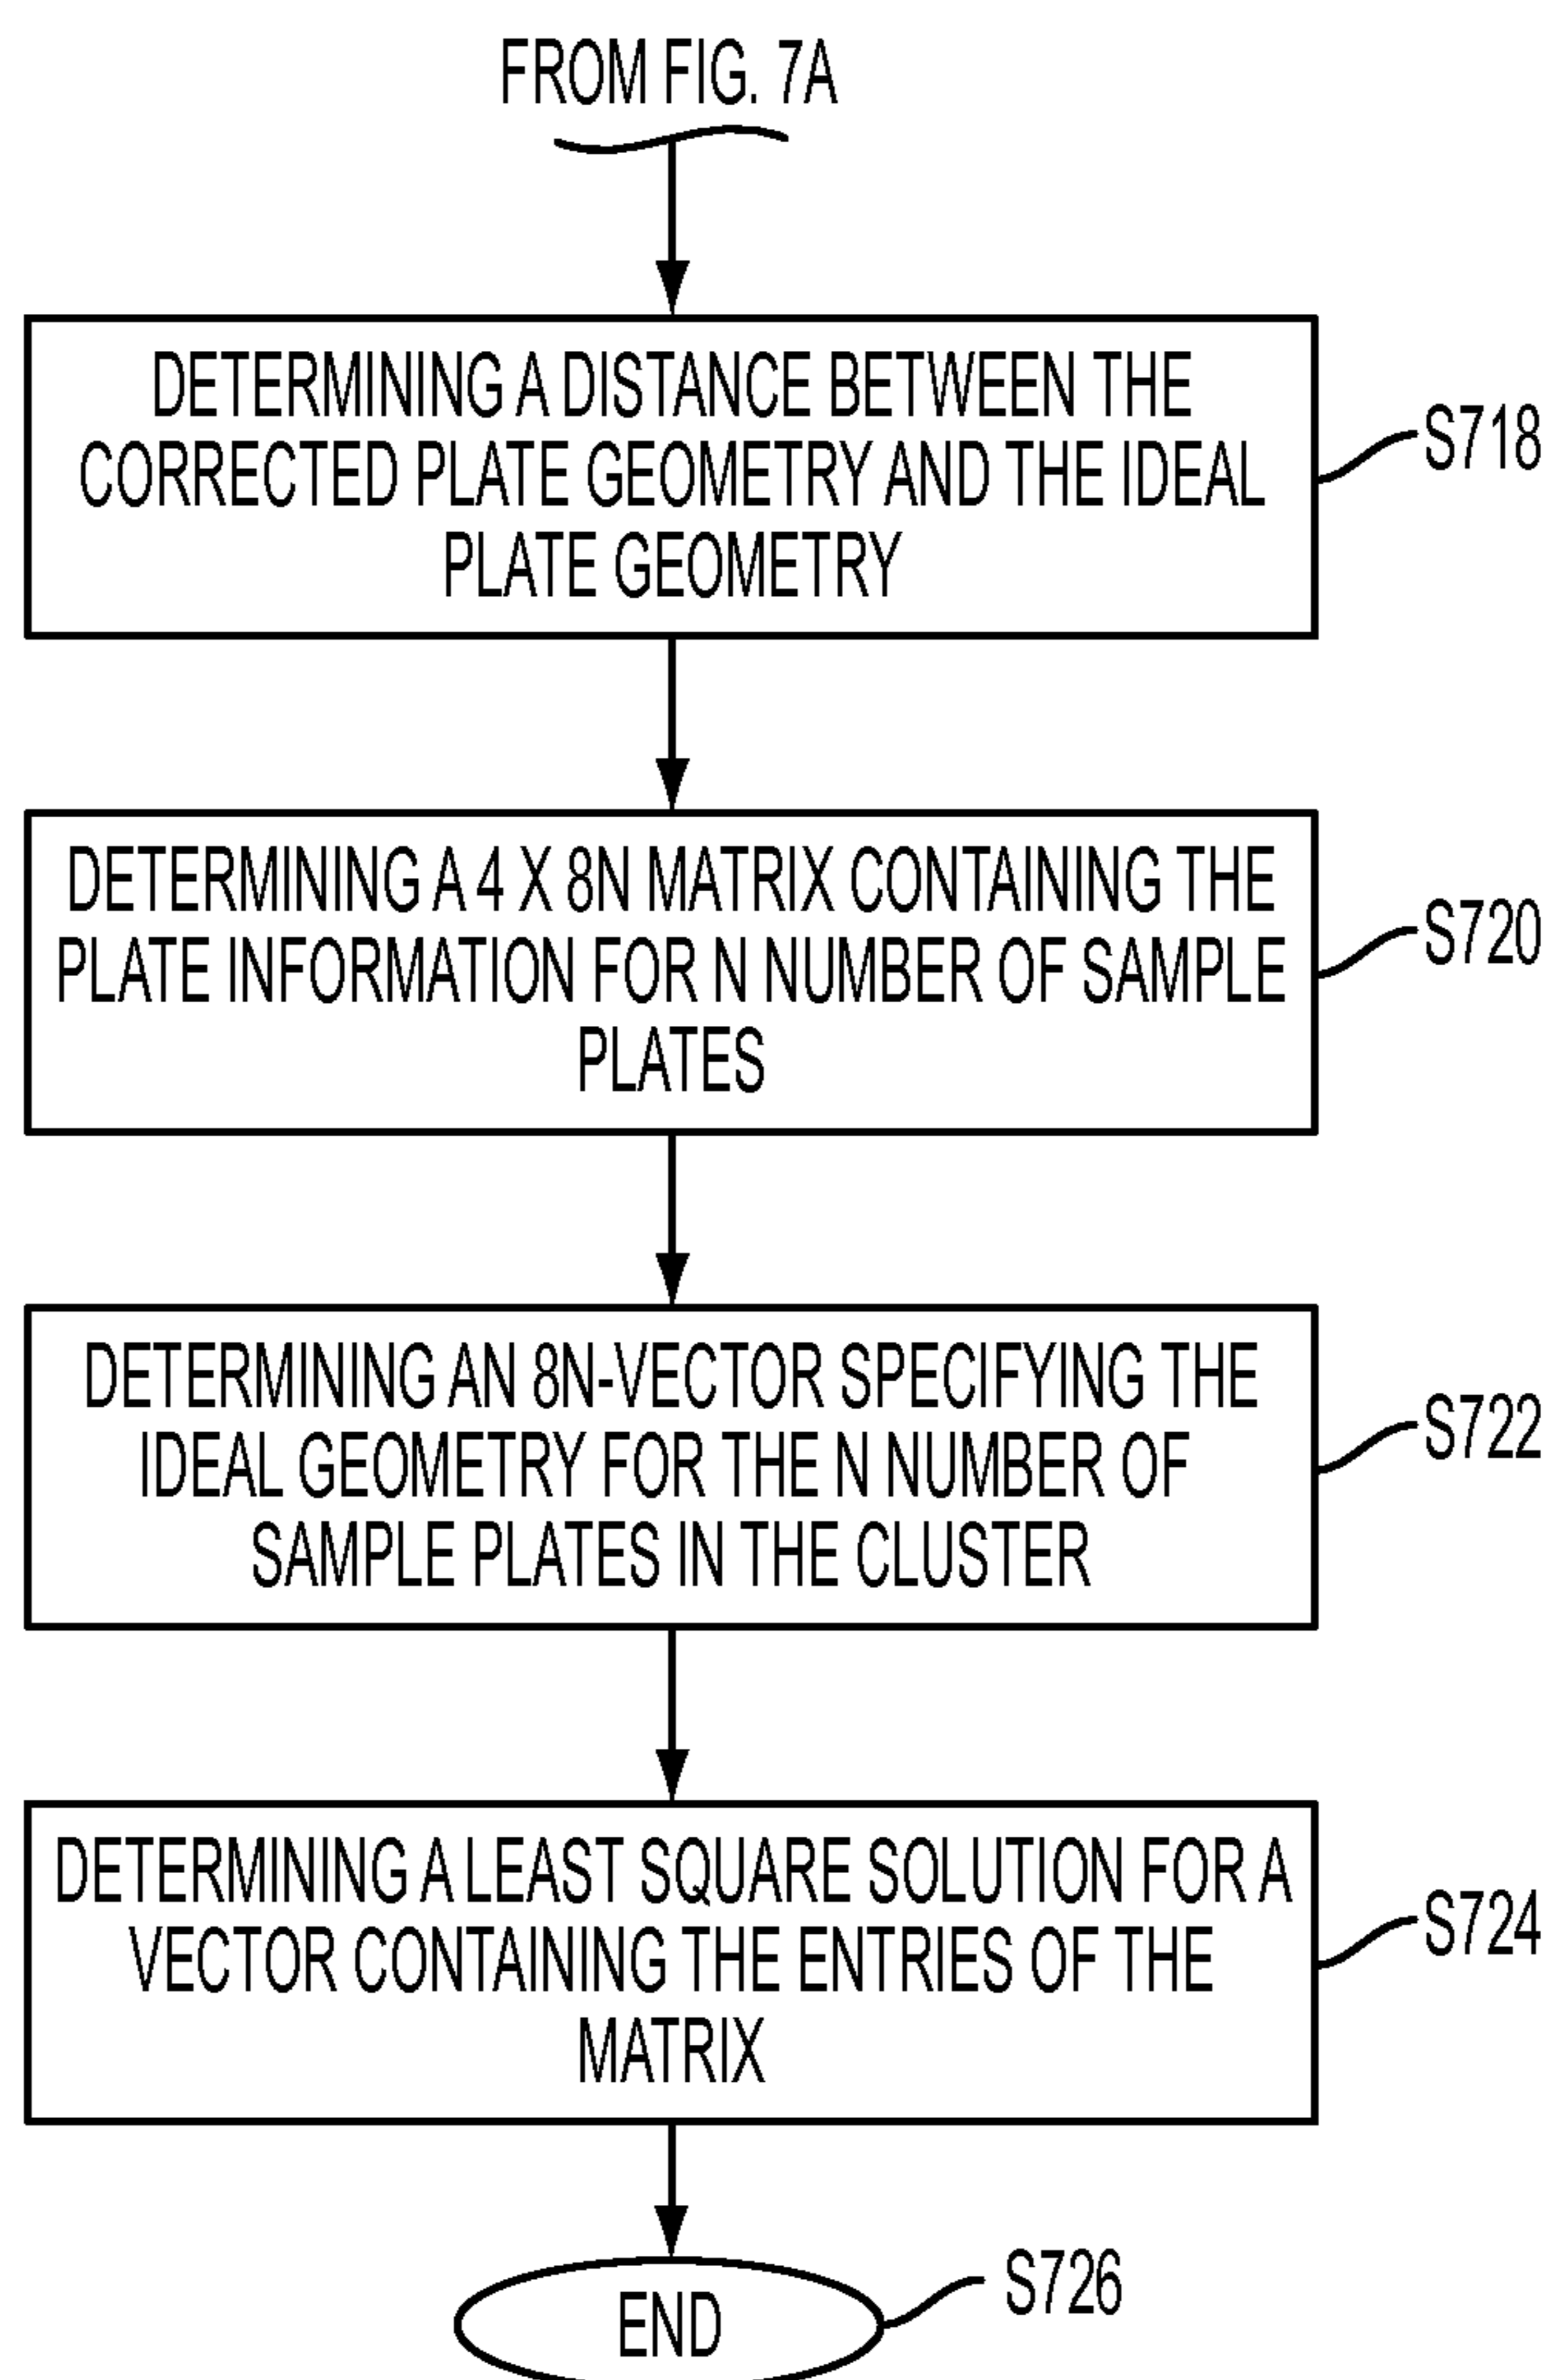 FROM FIG. 7A
DETERMINING A DISTANCE BETWEEN THE
CORRECTED PLATE GEOMETRY AND THE IDEAL
PLATE GEOMETRY
S718
DETERMINING A 4 X 8N MATRIX CONTAINING THE
PLATE INFORMATION FOR N NUMBER OF SAMPLE
PLATES
S720
DETERMINING AN 8N-VECTOR SPECIFYING THE
IDEAL GEOMETRY FOR THE N NUMBER OF
SAMPLE PLATES IN THE CLUSTER
S722
DETERMINING A LEAST SQUARE SOLUTION FOR A
VECTOR CONTAINING THE ENTRIES OF THE
MATRIX
S724
END
S726